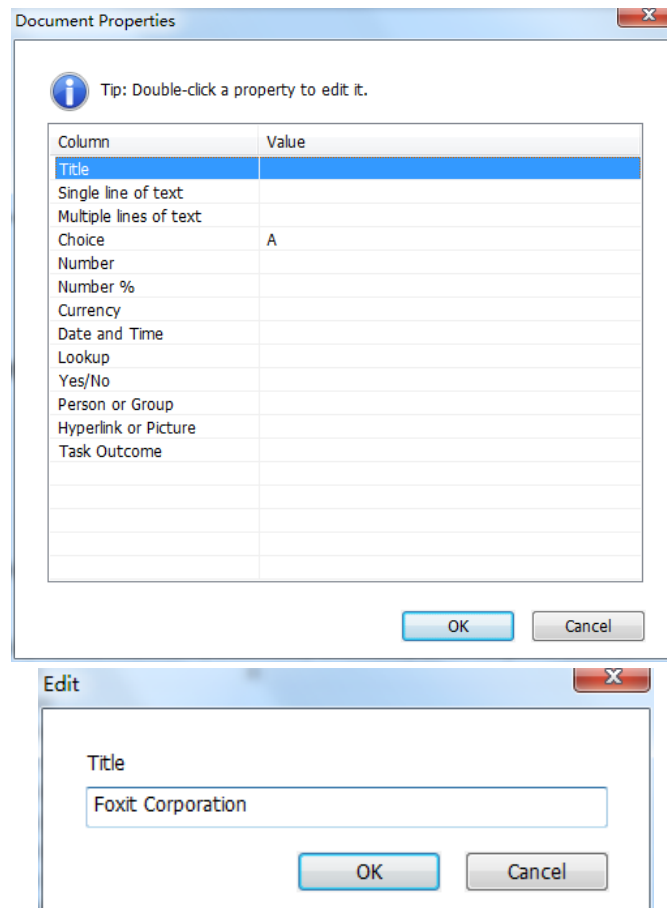 Document Properties
Tip: Double-click a property to edit it.
Column Value
Title
Single line of text
Multiple lines of text
Choice A
Number
Number %
Currency
Date and Time
Lookup
Yes/No
Person or Group
Hyperlink or Picture
Task Outcome
OK Cancel
Edit
Title
Foxit Corporation
OK Cancel